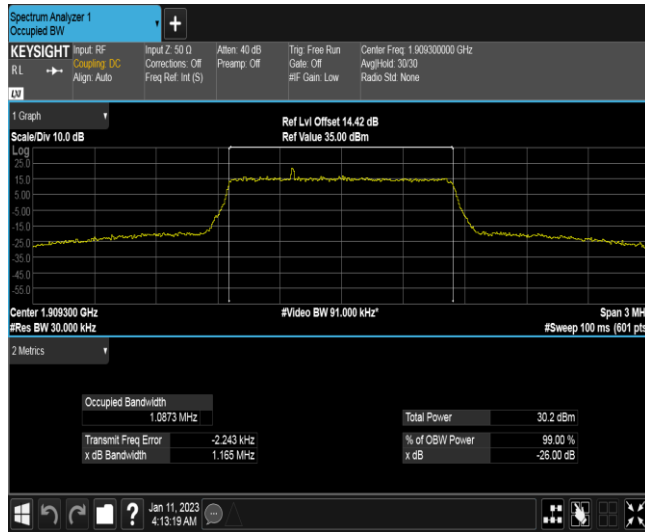 Spectrum Analyzer 1
Occupied BW
+
KEYSIGHT Input: RF Input Z: 50 Ω Atten: 40 dB Trig: Free Run Center Freq: 1.909300000 GHz
RL Coupling: DC Corrections: Off Preamp: Off Gate: Off Avg|Hold: 30/30
Align: Auto Freq Ref: Int (S) #IF Gain: Low Radio Std: None
LXI
1 Graph
Ref Lvl Offset 14.42 dB
Scale/Div 10.0 dB Ref Value 35.00 dBm
Log
25.0
15.0
5.00
-5.00
-15.0
-25.0
-35.0
-45.0
-55.0
Center 1.909300 GHz #Video BW 91.000 kHz* Span 3 MH
#Res BW 30.000 kHz #Sweep 100 ms (601 pts
2 Metrics
Occupied Bandwidth
1.0873 MHz Total Power 30.2 dBm
Transmit Freq Error -2.243 kHz % of OBW Power 99.00 %
x dB Bandwidth 1.165 MHz x dB -26.00 dB
? Jan 11, 2023
4:13:19 AM